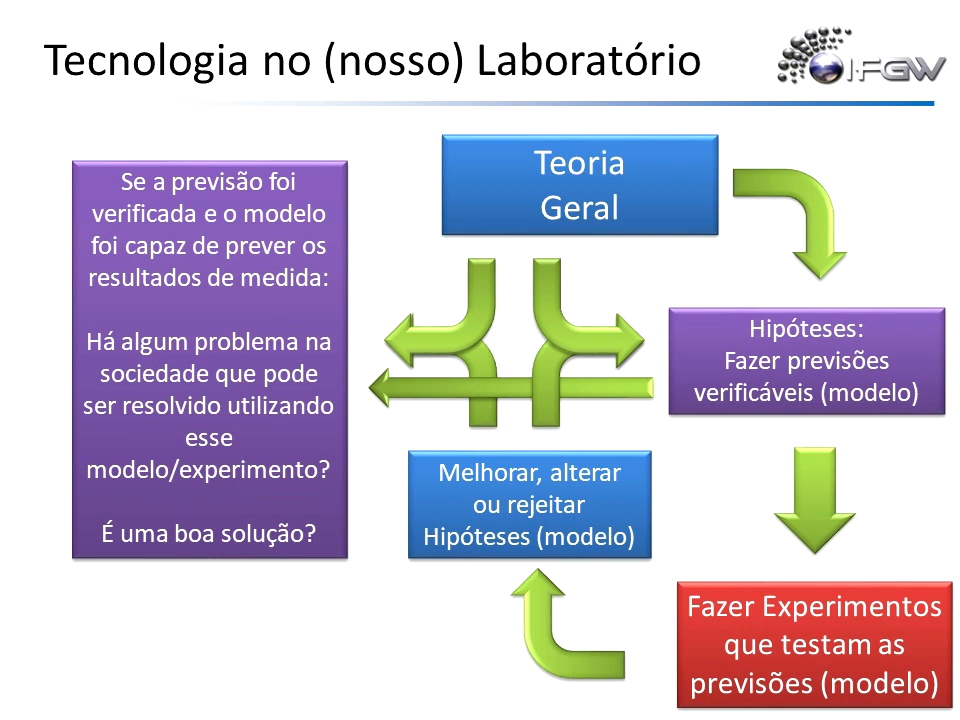 Tecnologia no (nosso) Laboratório
IFGW
Se a previsão foi
verificada e o modelo
foi capaz de prever os
resultados de medida:
Há algum problema na
sociedade que pode
ser resolvido utilizando
esse
modelo/experimento?
É uma boa solução?
Teoria
Geral
Hipóteses:
Fazer previsões
verificáveis (modelo)
Melhorar, alterar
ou rejeitar
Hipóteses (modelo)
Fazer Experimentos
que testam as
previsões (modelo)